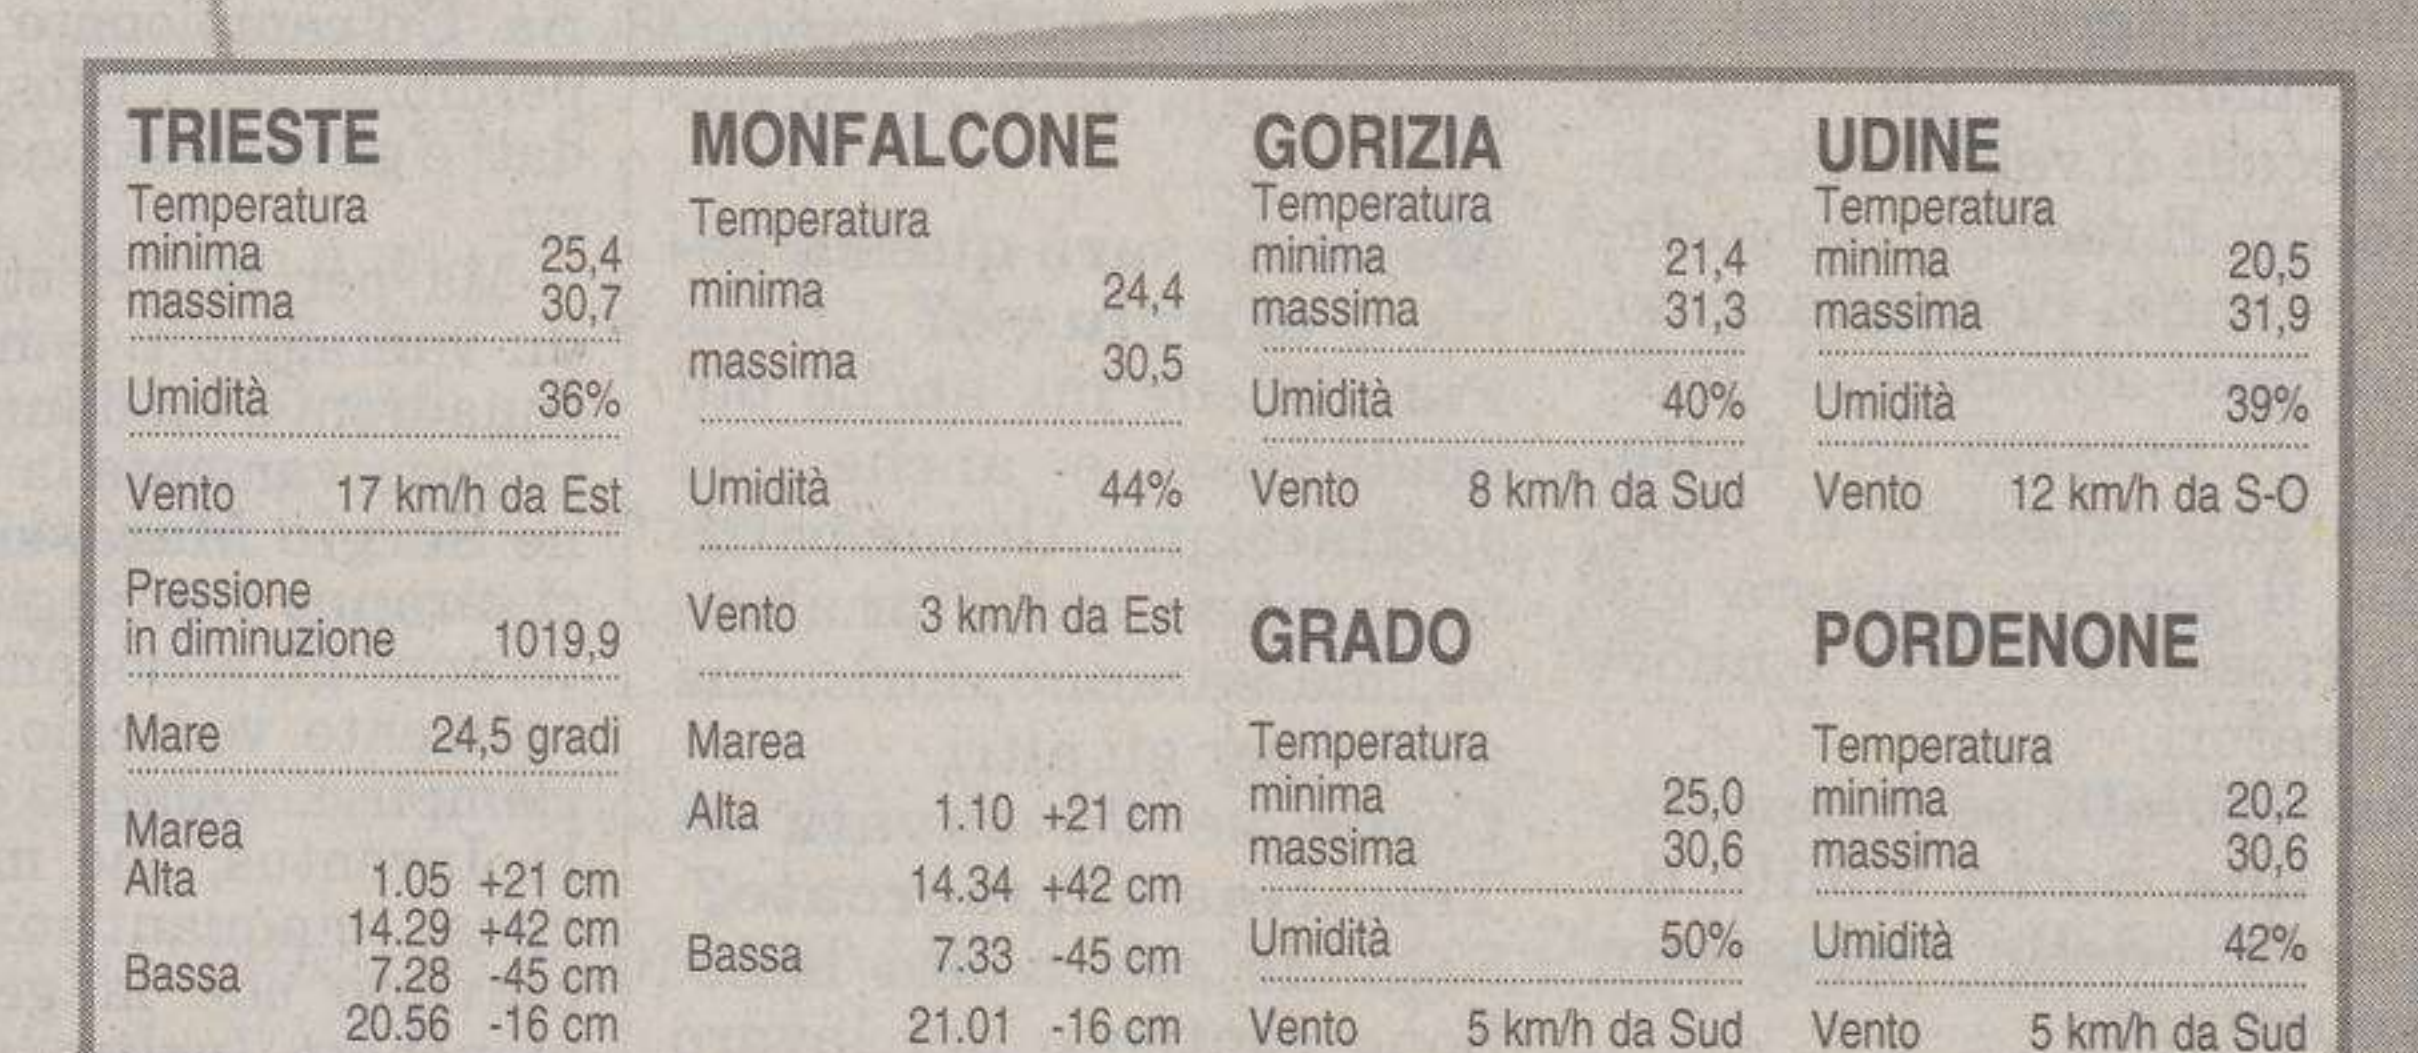 TRIESTE
Temperatura
minima 25,4
massima 30,7
Umidità 36%
Vento 17 km/h da Est
Pressione
in diminuzione 1019,9
Mare 24,5 gradi
Marea
Alta 1.05 +21 cm
14.29 +42 cm
Bassa 7.28 -45 cm
20.56 -16 cm
MONFALCONE
Temperatura
minima 24,4
massima 30,5
Umidità 44%
Vento 3 km/h da Est
Marea
Alta 1.10 +21 cm
14.34 +42 cm
Bassa 7.33 -45 cm
21.01 -16 cm
GORIZIA
Temperatura
minima 21,4
massima 31,3
Umidità 40%
Vento 8 km/h da Sud
GRADO
Temperatura
minima 25,0
massima 30,6
Umidità 50%
Vento 5 km/h da Sud
UDINE
Temperatura
minima 20,5
massima 31,9
Umidità 39%
Vento 12 km/h da S-O
PORDENONE
Temperatura
minima 20,2
massima 30,6
Umidità 42%
Vento 5 km/h da Sud